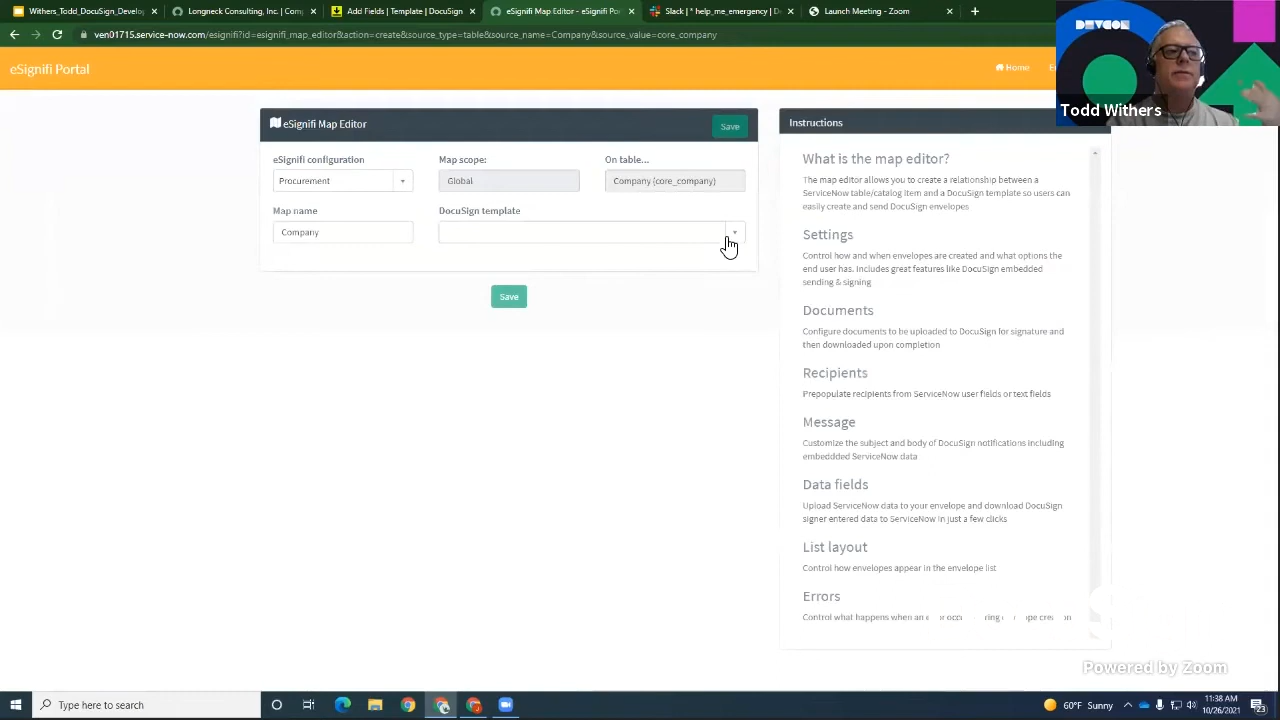 Withers_Todd_DevCon_DocuSign
Longneck Consulting, Inc. | Comp
Add Fields | Template | DocuSign
eSignifi Map Editor - eSignifi Por
Slack | * help_me_emergency | D
Launch Meeting - Zoom
ven01715.service-now.com/esignifi?id=esignifi_map_editor&action=create&source_type=table&source_name=Company&source_value=core_company
DEVCON
eSignifi Portal
Home
Todd Withers
eSignifi Map Editor
Save
eSignifi configuration
Map scope:
On table...
Procurement
Global
Company (core_company)
Map name
DocuSign template
Company
Save
Instructions
What is the map editor?
The map editor allows you to create a relationship between a
ServiceNow table/catalog item and a DocuSign template so users can
easily create and send DocuSign envelopes
Settings
Control how and when envelopes are created and what options the
end user has. Includes great features like DocuSign embedded
sending & signing
Documents
Configure documents to be uploaded to DocuSign for signature and
then downloaded upon completion
Recipients
Prepopulate recipients from ServiceNow user fields or text fields
Message
Customize the subject and body of DocuSign notifications including
embeddded ServiceNow data
Data fields
Upload ServiceNow data to your envelope and download DocuSign
signer entered data to ServiceNow in just a few clicks
List layout
Control how envelopes appear in the envelope list
Errors
Control what happens when an
Powered by Zoom
Type here to search
60°F Sunny
11:38 AM
10/26/2021
23